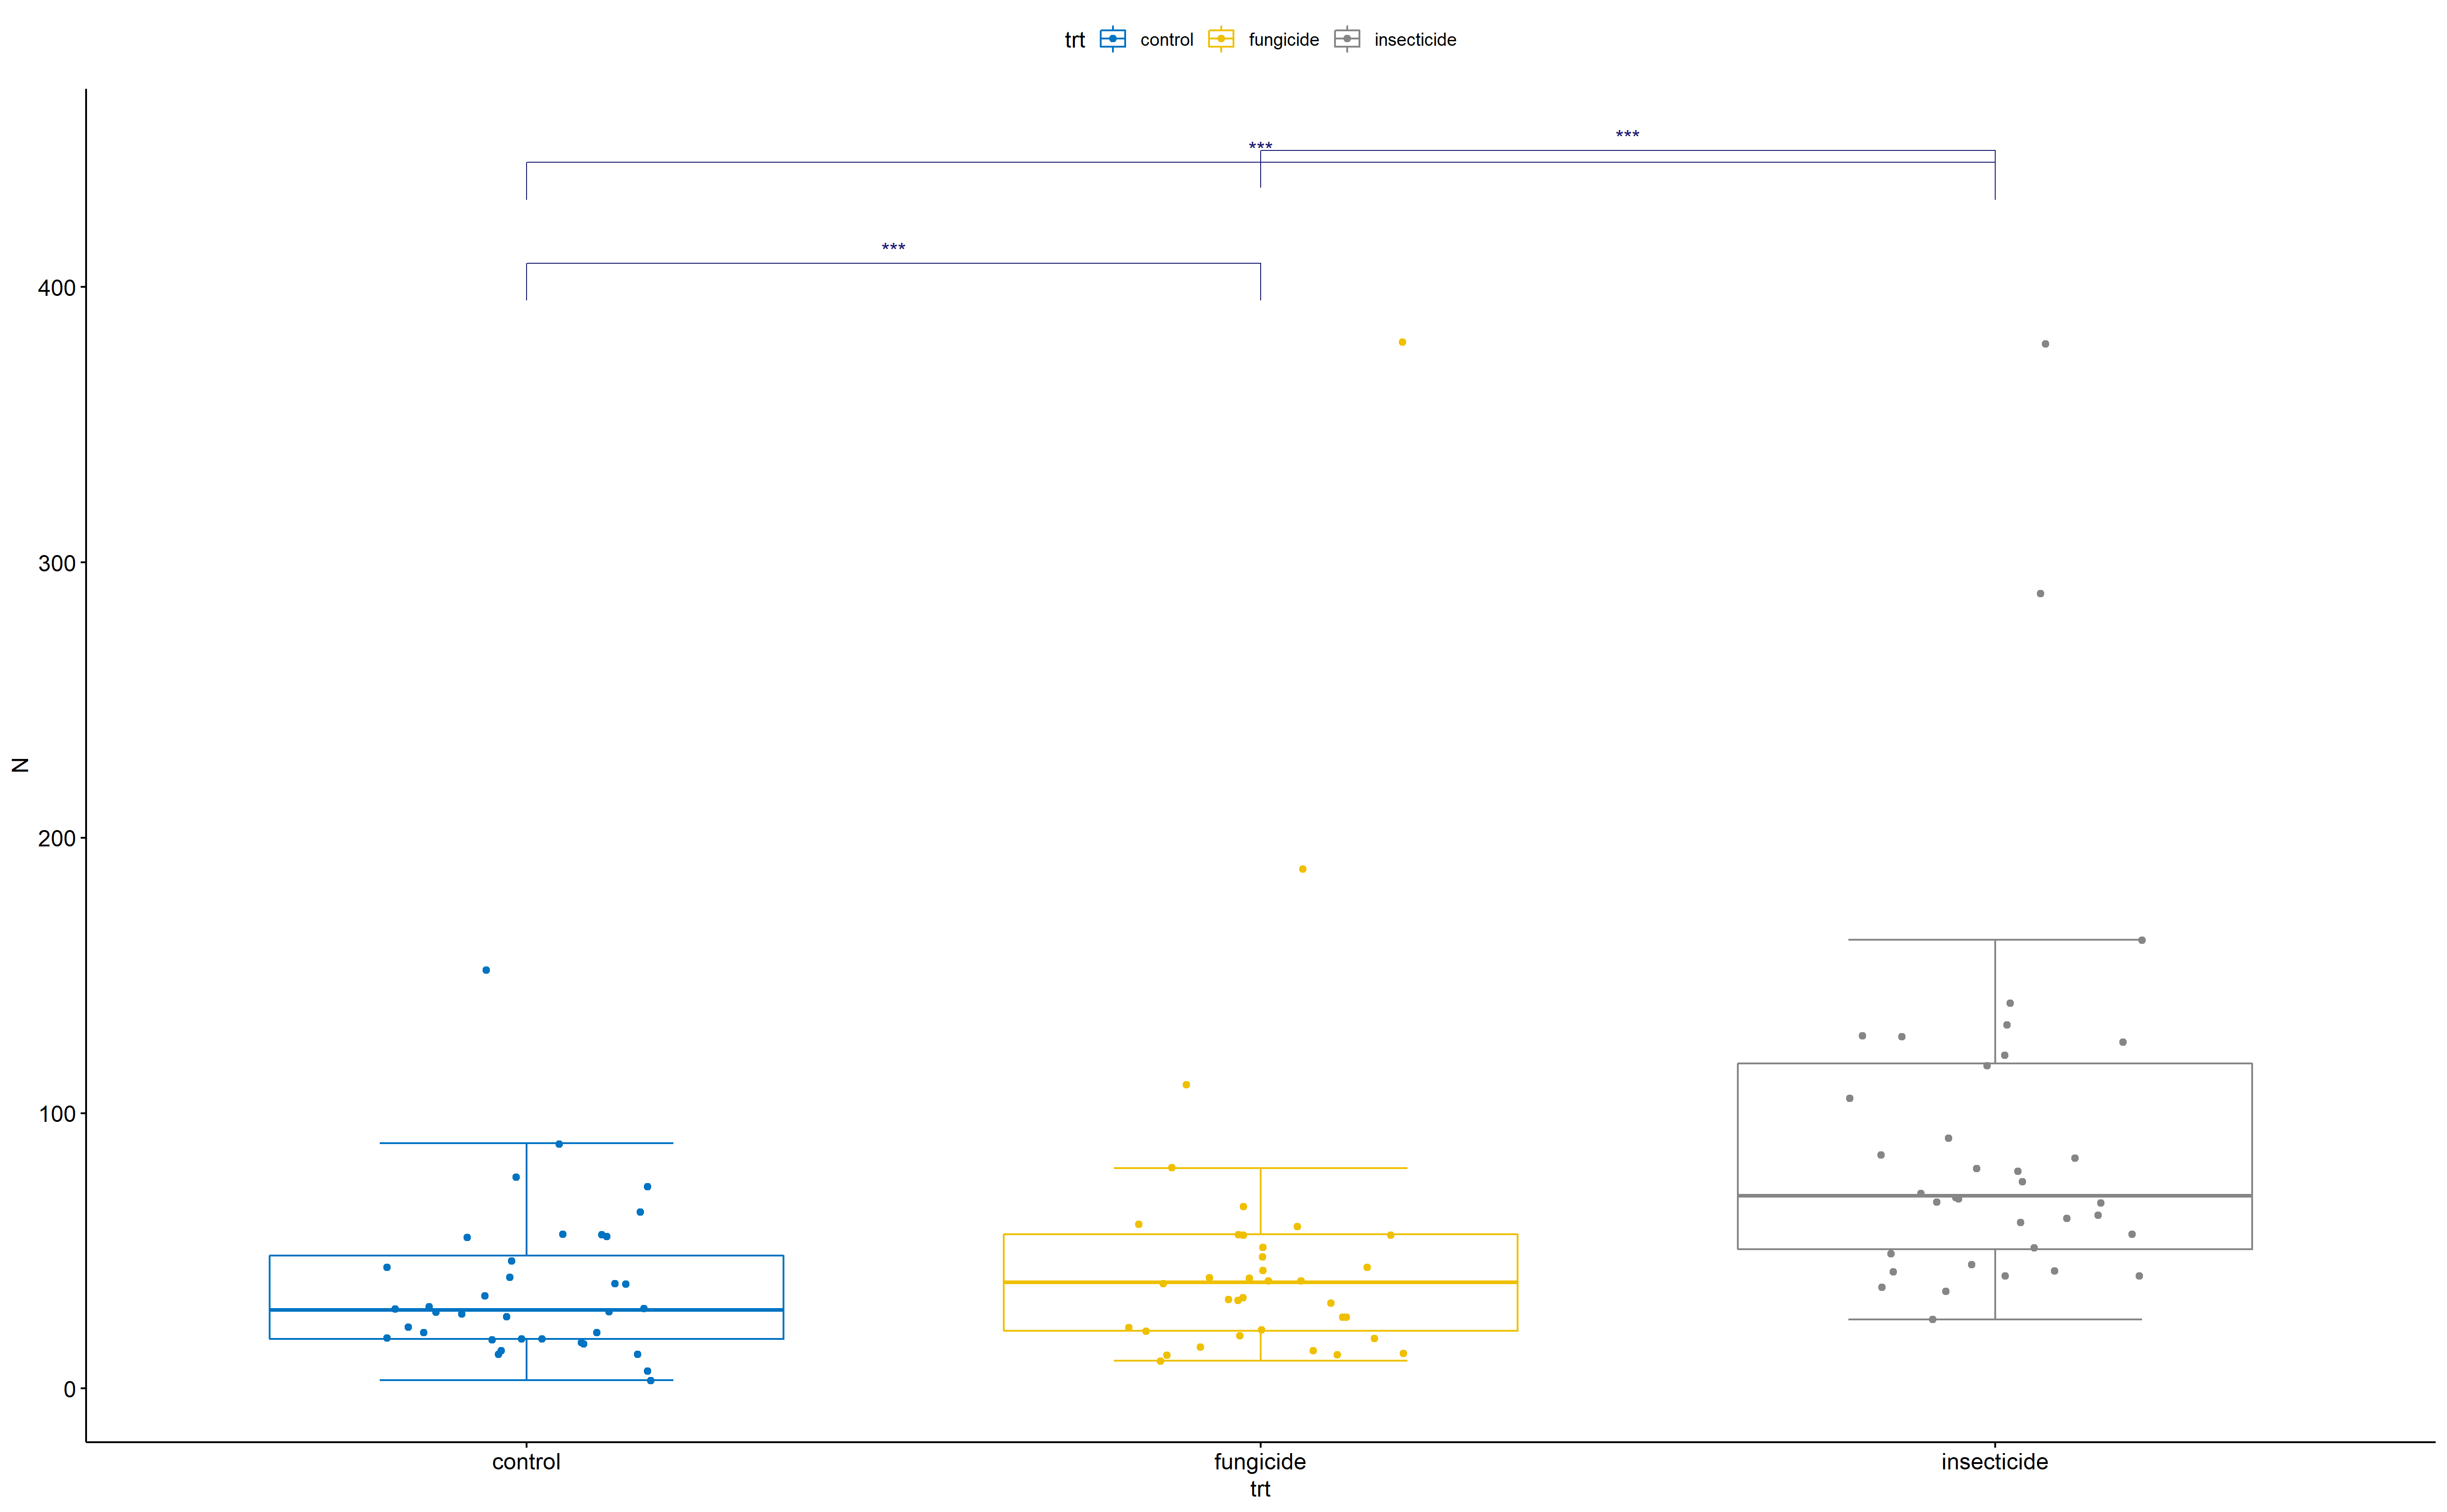 trt control fungicide insecticide
***
***
***
400
300
200
100
0
N
control fungicide insecticide
trt